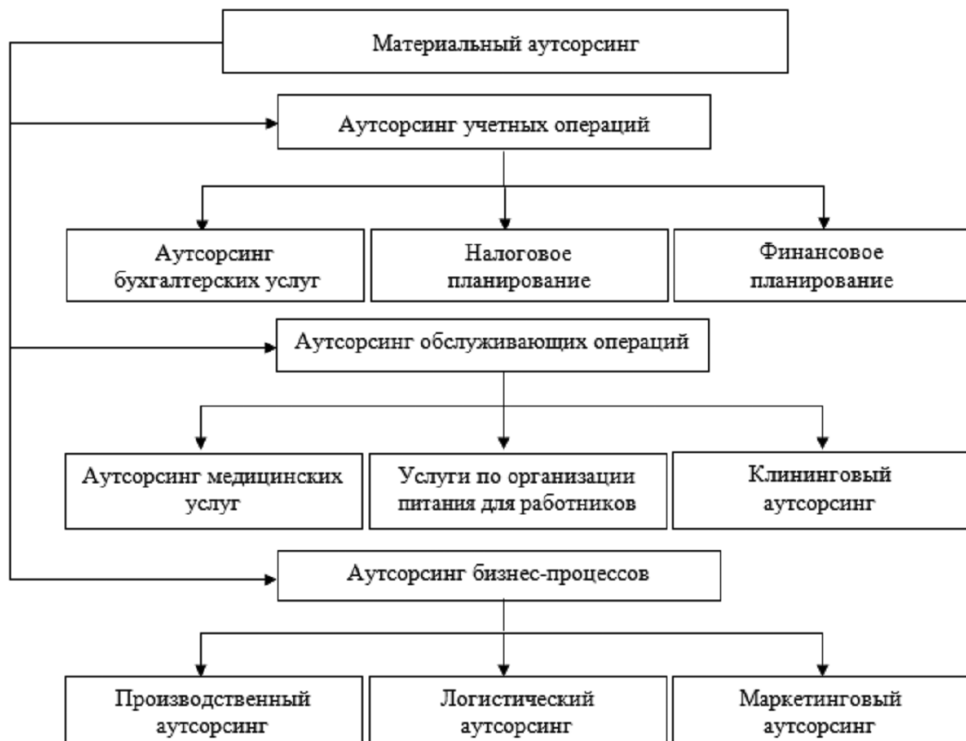 Материальный аутсорсинг
Аутсорсинг учетных операций
Аутсорсинг
бухгалтерских услуг
Налоговое
планирование
Финансовое
планирование
Аутсорсинг обслуживающих операций
Аутсорсинг медицинских
услуг
Услуги по организации
питания для работников
Клининговый
аутсорсинг
Аутсорсинг бизнес-процессов
Производственный
аутсорсинг
Логистический
аутсорсинг
Маркетинговый
аутсорсинг